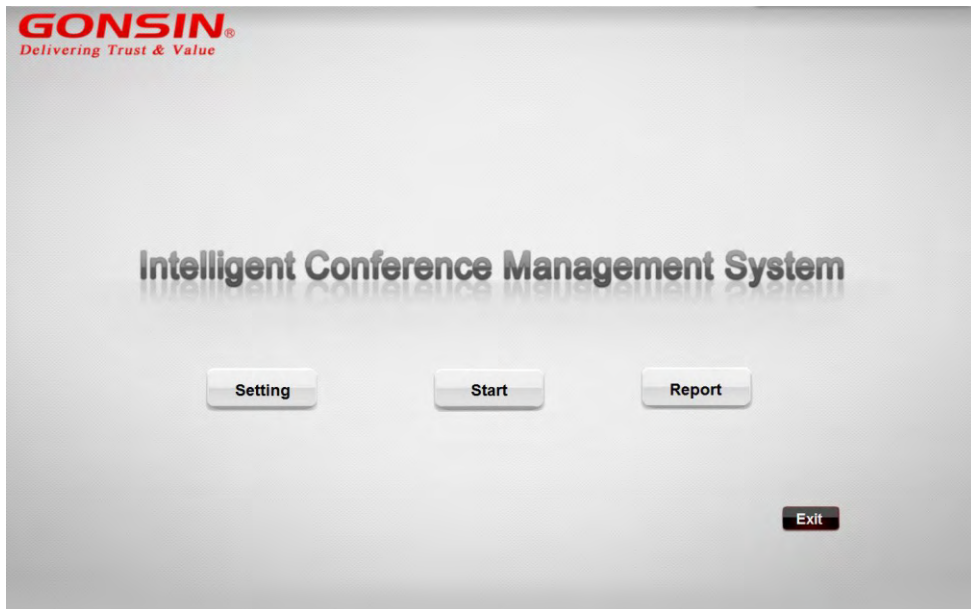 GONSIN®
Delivering Trust & Value
Intelligent Conference Management System
Setting
Start
Report
Exit